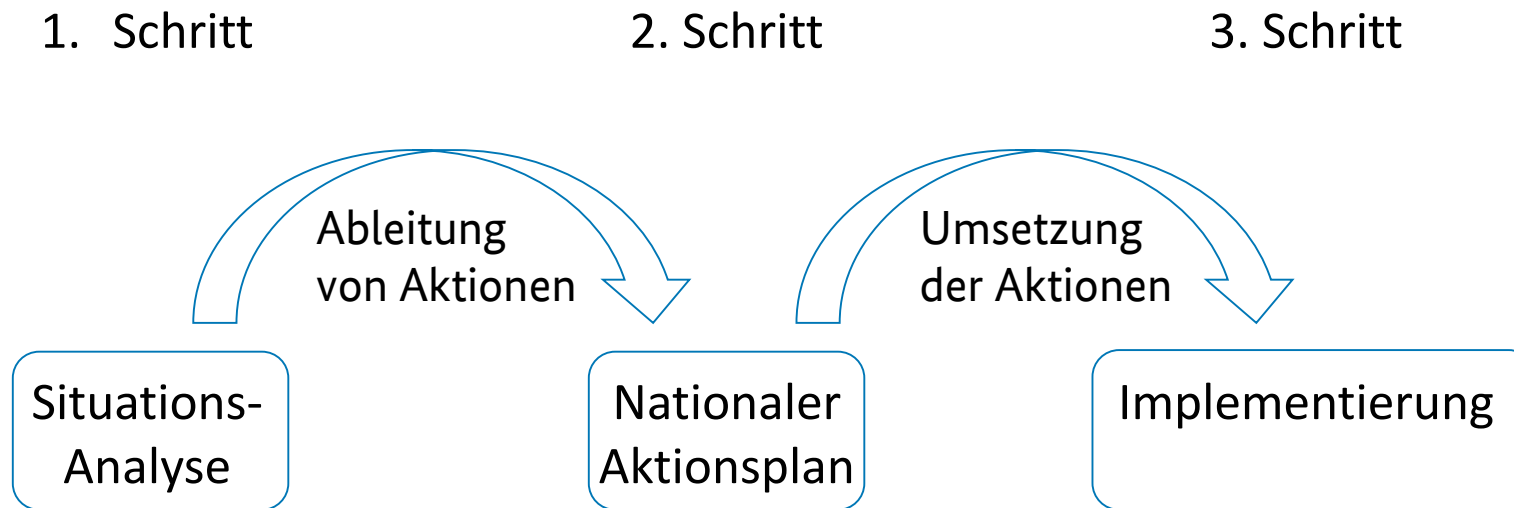 1. Schritt
2. Schritt
3. Schritt
Ableitung
von Aktionen
Umsetzung
der Aktionen
Situations-
Analyse
Nationaler
Aktionsplan
Implementierung